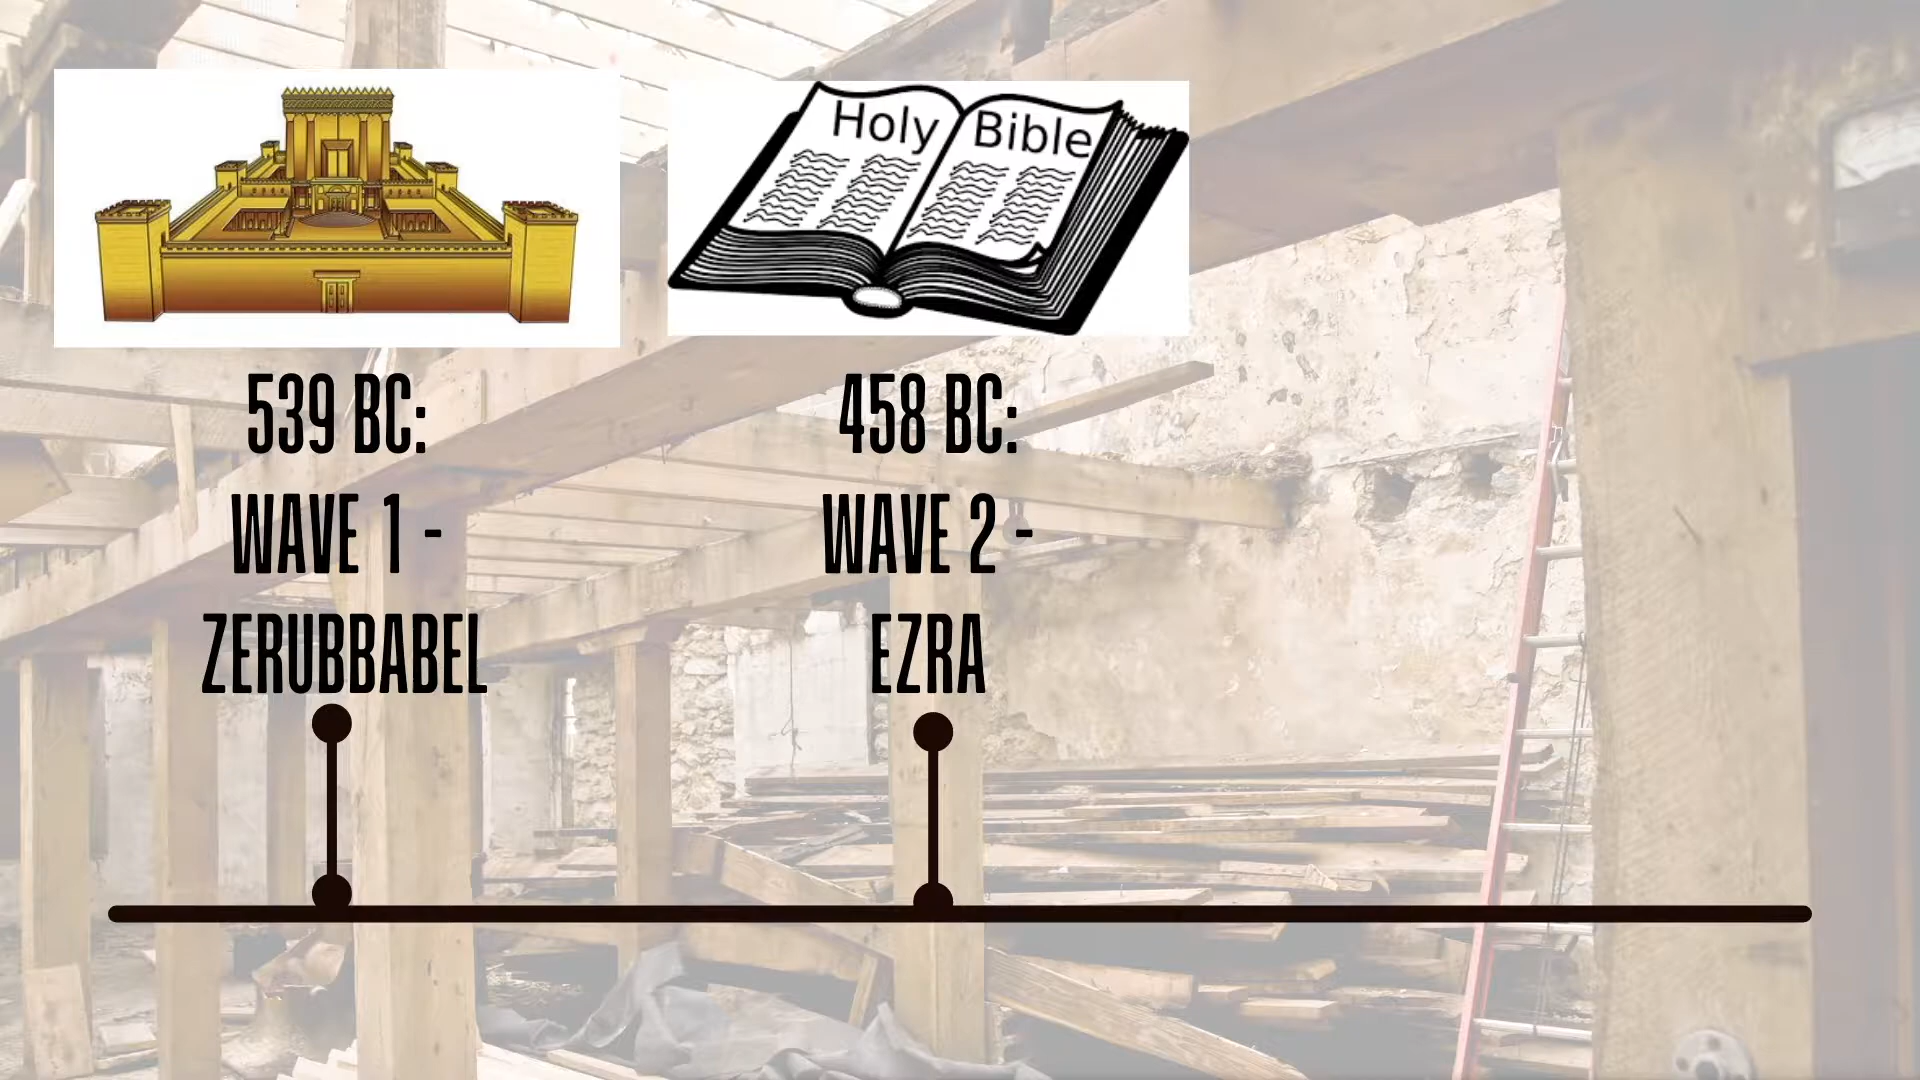 Holy Bible
539 BC:
WAVE 1 -
ZERUBBABEL
458 BC:
WAVE 2 -
EZRA